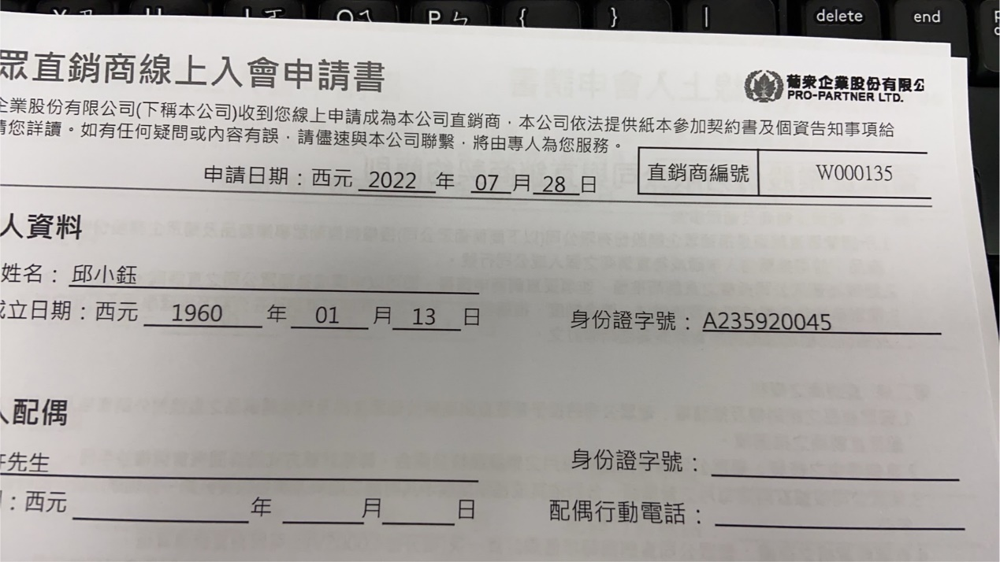 delete
end
眾直銷商線上入會申請書
葡眾企業股份有限公
PRO-PARTNER LTD.
企業股份有限公司(下稱本公司)收到您線上申請成為本公司直銷商，本公司依法提供紙本參加契約書及個資告知事項給
請您詳讀。如有任何疑問或內容有誤，請儘速與本公司聯繫，將由專人為您服務。
申請日期：西元 2022 年 07 月 28 日
直銷商編號 W000135
人資料
姓名：邱小鈺
成立日期：西元 1960 年 01 月 13 日 身份證字號：A235920045
人配偶
許先生 身份證字號：
：西元 年 月 日 配偶行動電話：